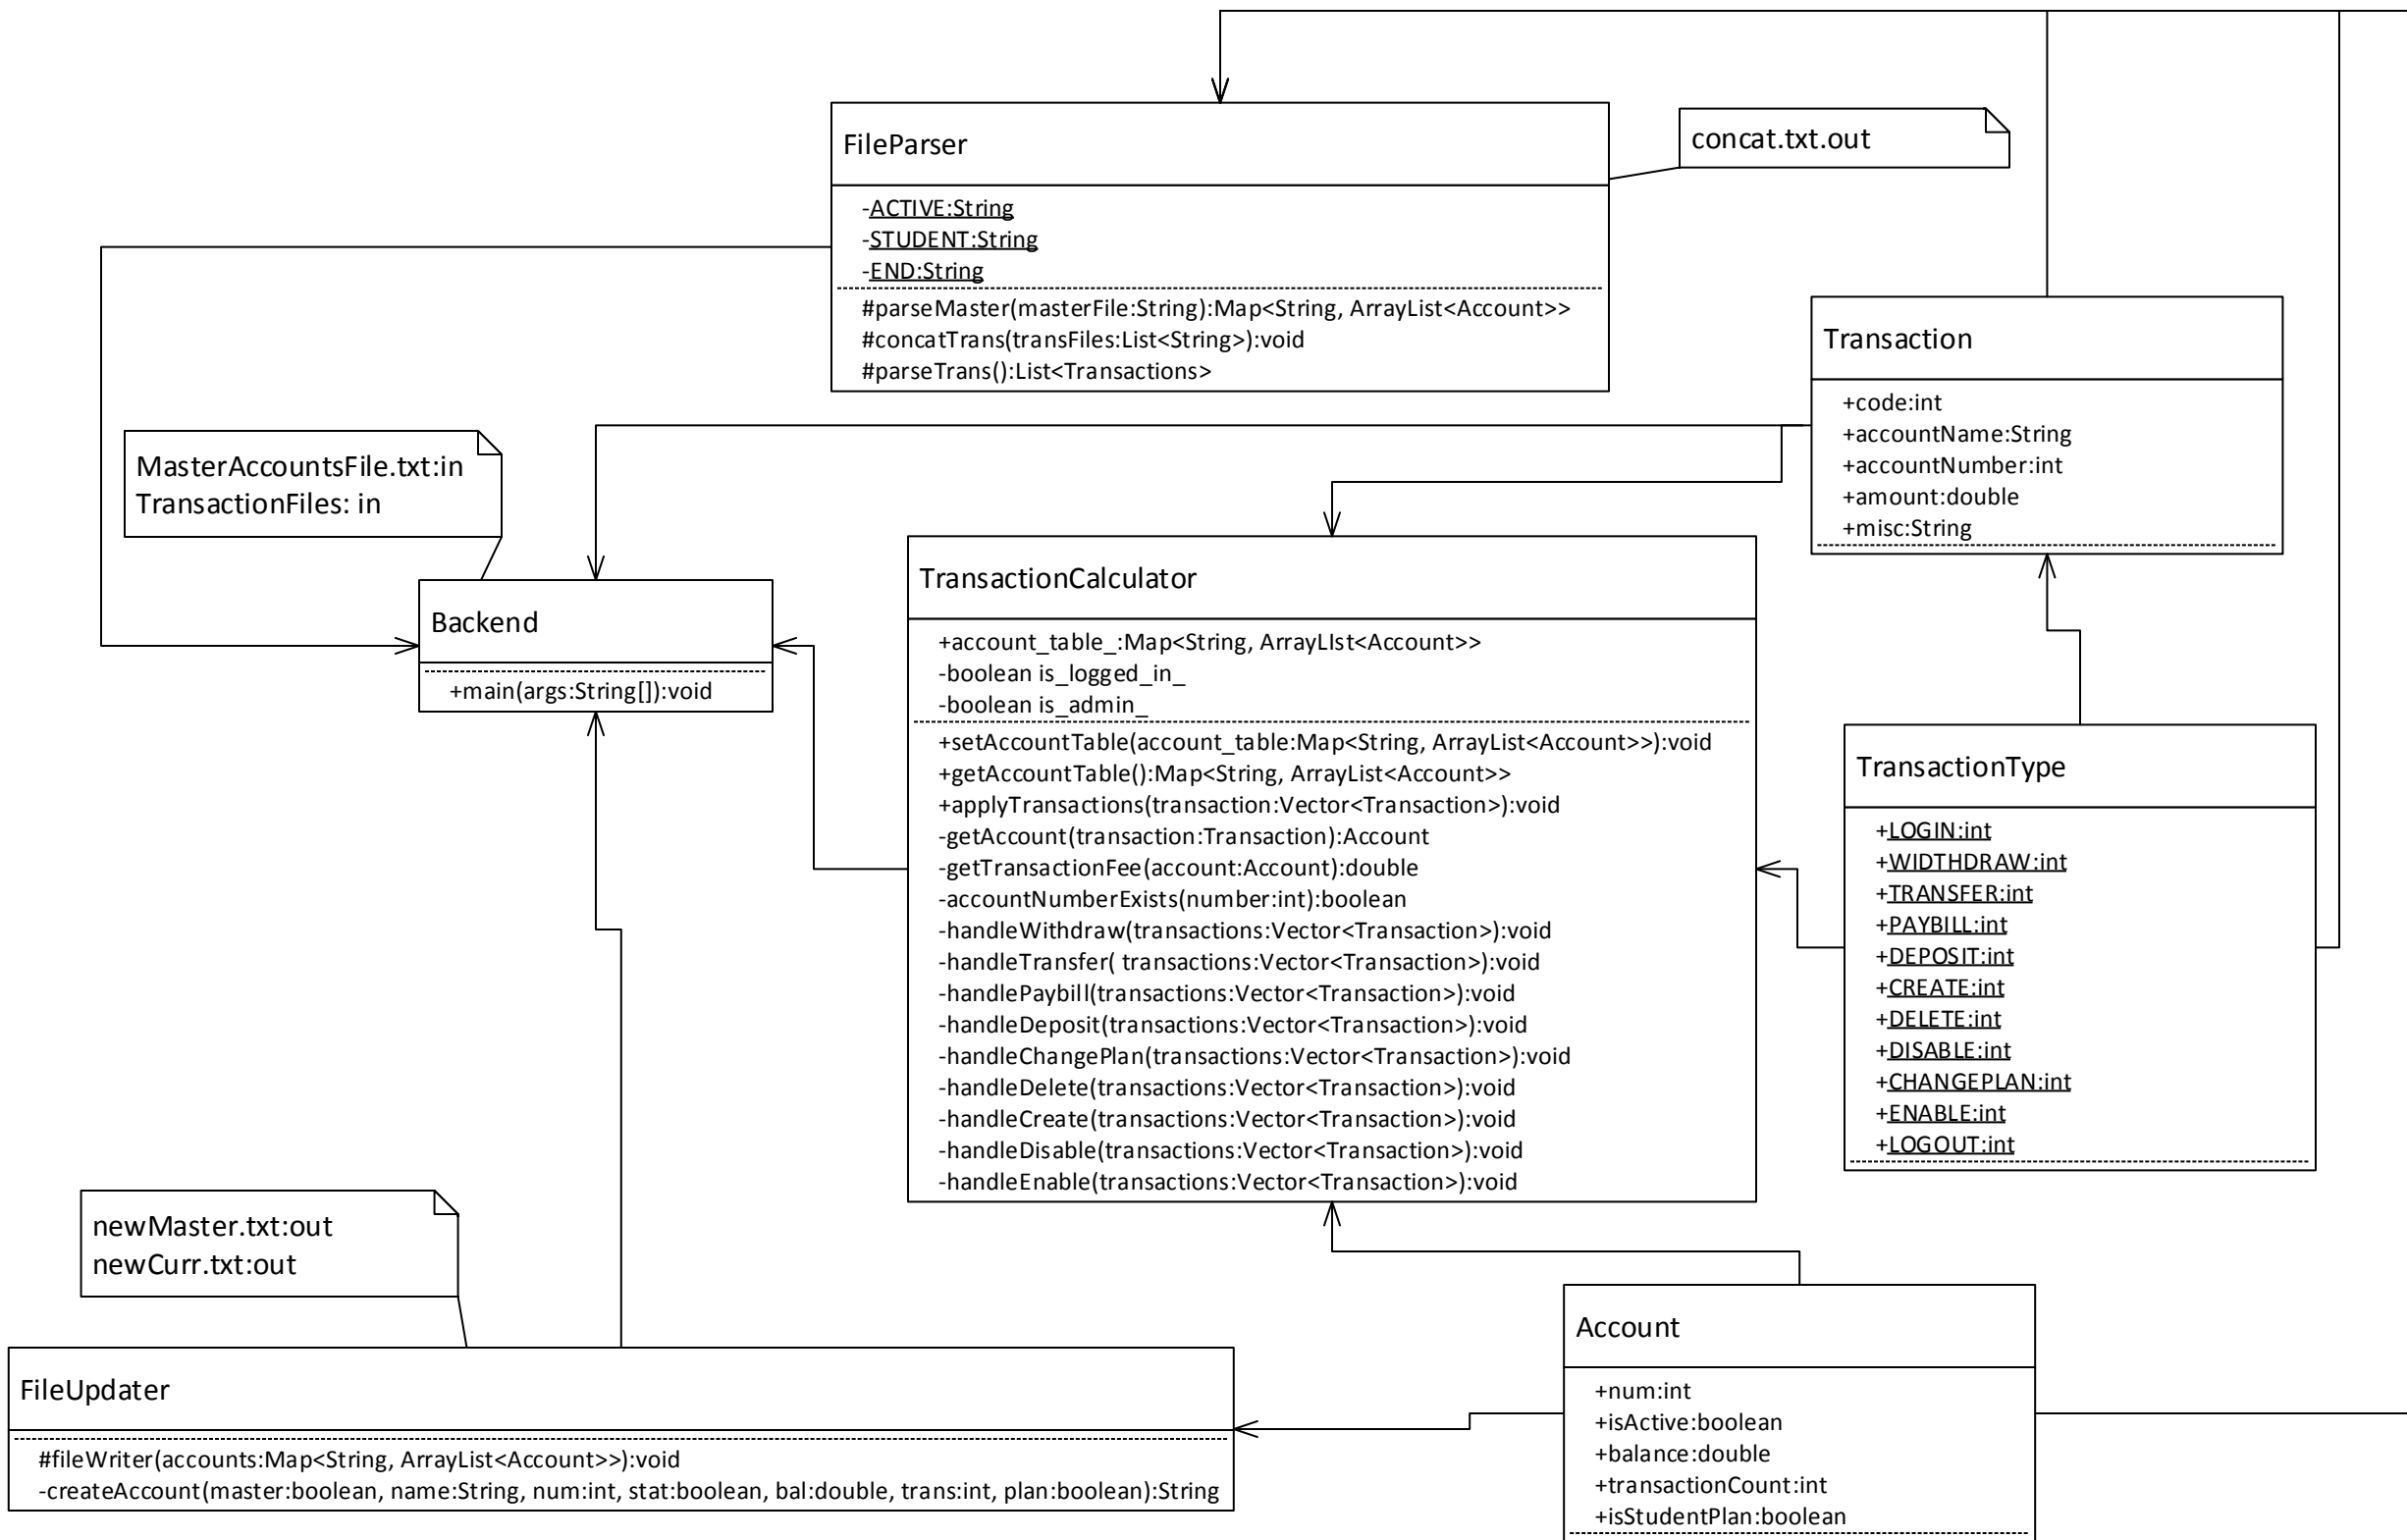 FileParser
-ACTIVE:String
-STUDENT:String
-END:String
#parseMaster(masterFile:String):Map<String, ArrayList<Account>>
#concatTrans(transFiles:List<String>):void
#parseTrans():List<Transactions>
concat.txt.out
Transaction
+code:int
+accountName:String
+accountNumber:int
+amount:double
+misc:String
MasterAccountsFile.txt:in
TransactionFiles: in
Backend
+main(args:String[]):void
TransactionCalculator
+account_table_:Map<String, ArrayLIst<Account>>
-boolean is_logged_in_
-boolean is_admin_
+setAccountTable(account_table:Map<String, ArrayList<Account>>):void
+getAccountTable():Map<String, ArrayList<Account>>
+applyTransactions(transaction:Vector<Transaction>):void
-getAccount(transaction:Transaction):Account
-getTransactionFee(account:Account):double
-accountNumberExists(number:int):boolean
-handleWithdraw(transactions:Vector<Transaction>):void
-handleTransfer( transactions:Vector<Transaction>):void
-handlePaybill(transactions:Vector<Transaction>):void
-handleDeposit(transactions:Vector<Transaction>):void
-handleChangePlan(transactions:Vector<Transaction>):void
-handleDelete(transactions:Vector<Transaction>):void
-handleCreate(transactions:Vector<Transaction>):void
-handleDisable(transactions:Vector<Transaction>):void
-handleEnable(transactions:Vector<Transaction>):void
TransactionType
+LOGIN:int
+WIDTHDRAW:int
+TRANSFER:int
+PAYBILL:int
+DEPOSIT:int
+CREATE:int
+DELETE:int
+DISABLE:int
+CHANGEPLAN:int
+ENABLE:int
+LOGOUT:int
newMaster.txt:out
newCurr.txt:out
FileUpdater
#fileWriter(accounts:Map<String, ArrayList<Account>>):void
-createAccount(master:boolean, name:String, num:int, stat:boolean, bal:double, trans:int, plan:boolean):String
Account
+num:int
+isActive:boolean
+balance:double
+transactionCount:int
+isStudentPlan:boolean